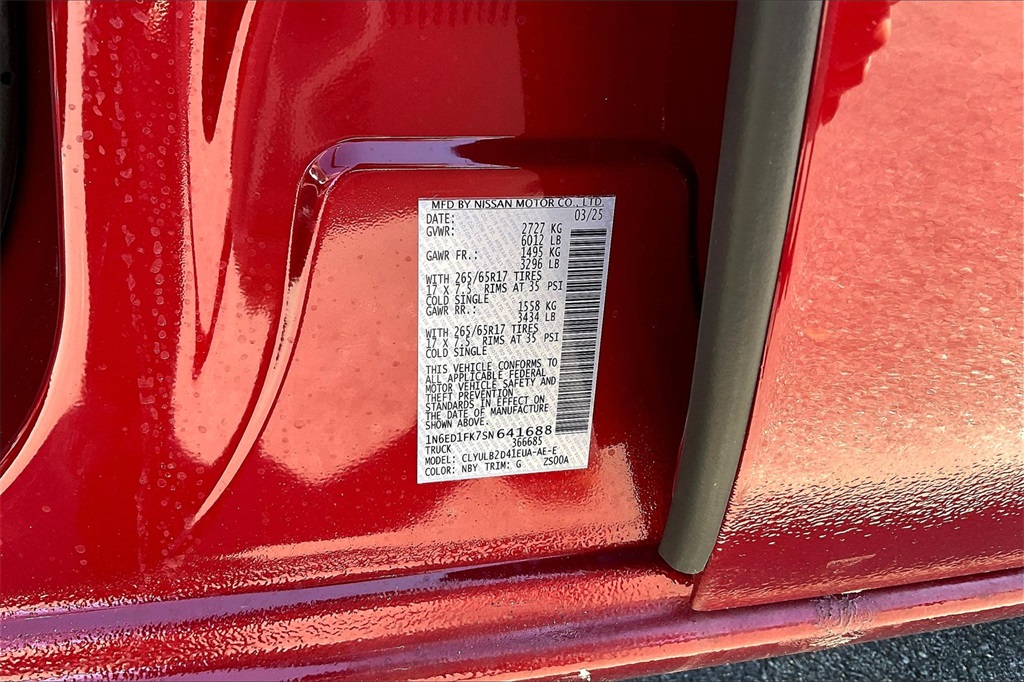 MFD BY NISSAN MOTOR CO., LTD.
DATE: 03/25
GVWR: 2727 KG
6012 LB
GAWR FR.: 1495 KG
3296 LB
WITH 265/65R17 TIRES
17 X 7.5 RIMS AT 35 PSI
COLD SINGLE
GAWR RR.: 1558 KG
3434 LB
WITH 265/65R17 TIRES
17 X 7.5 RIMS AT 35 PSI
COLD SINGLE
THIS VEHICLE CONFORMS TO
ALL APPLICABLE FEDERAL
MOTOR VEHICLE SAFETY AND
THEFT PREVENTION
STANDARDS IN EFFECT ON
THE DATE OF MANUFACTURE
SHOWN ABOVE.
1N6ED1FK7SN641688
TRUCK 366685
MODEL: CLYULB2D41EUA-AE-E
COLOR: NBY TRIM: G ZS00A